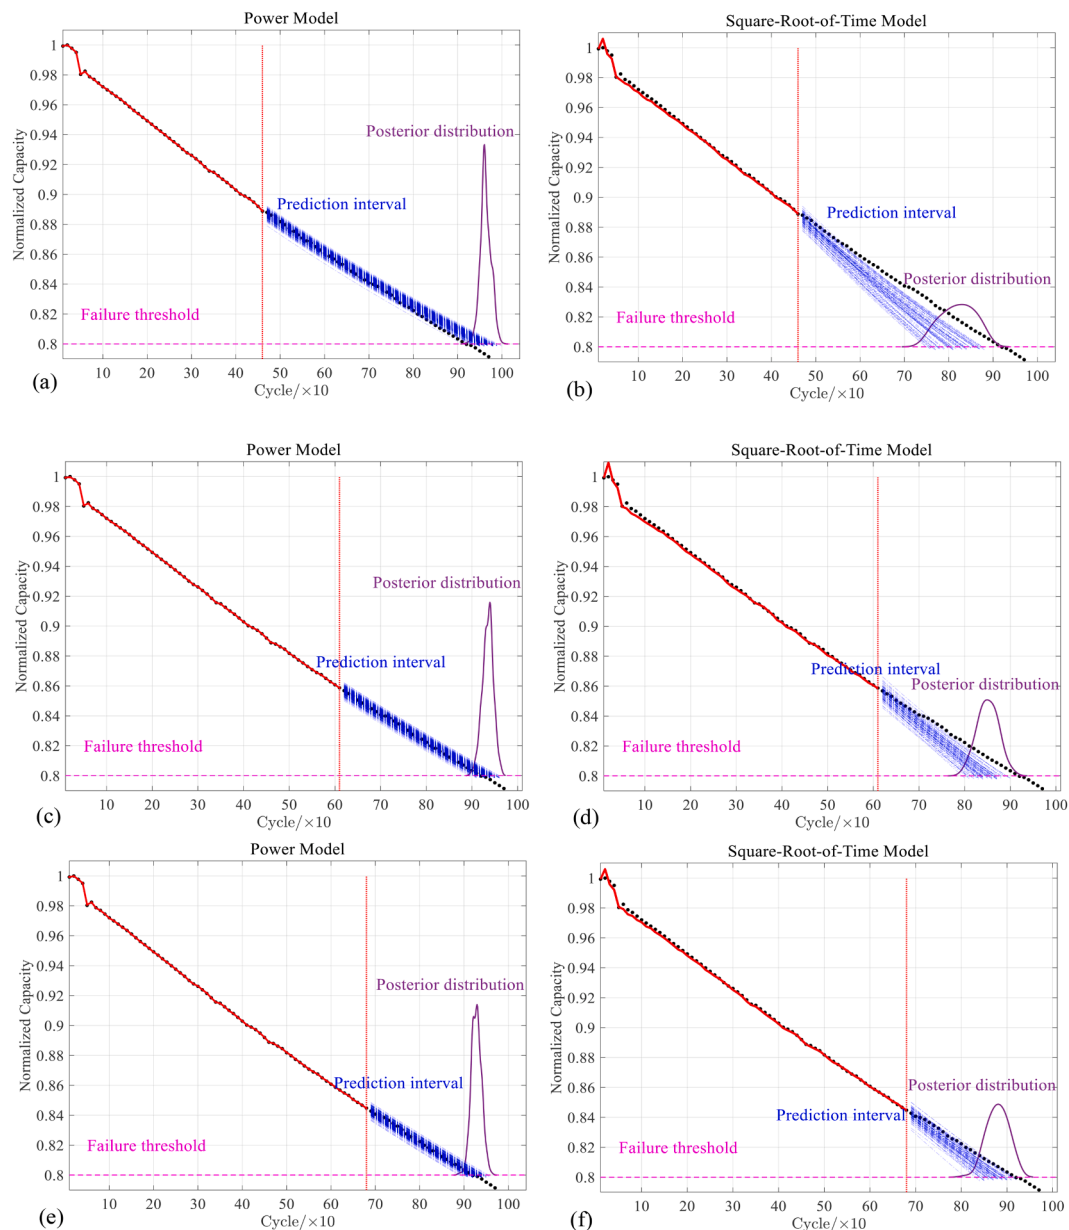 Power Model
Normalized Capacity
1
0.98
0.96
0.94
0.92
0.9
0.88
0.86
0.84
0.82
0.8
Posterior distribution
Prediction interval
Failure threshold
10 20 30 40 50 60 70 80 90 100
Cycle/×10
(a)
Square-Root-of-Time Model
Normalized Capacity
1
0.98
0.96
0.94
0.92
0.9
0.88
0.86
0.84
0.82
0.8
Prediction interval
Posterior distribution
Failure threshold
10 20 30 40 50 60 70 80 90 100
Cycle/×10
(b)
Power Model
Normalized Capacity
1
0.98
0.96
0.94
0.92
0.9
0.88
0.86
0.84
0.82
0.8
Posterior distribution
Prediction interval
Failure threshold
10 20 30 40 50 60 70 80 90 100
Cycle/×10
(c)
Square-Root-of-Time Model
Normalized Capacity
1
0.98
0.96
0.94
0.92
0.9
0.88
0.86
0.84
0.82
0.8
Prediction interval
Posterior distribution
Failure threshold
10 20 30 40 50 60 70 80 90 100
Cycle/×10
(d)
Power Model
Normalized Capacity
1
0.98
0.96
0.94
0.92
0.9
0.88
0.86
0.84
0.82
0.8
Posterior distribution
Prediction interval
Failure threshold
10 20 30 40 50 60 70 80 90 100
Cycle/×10
(e)
Square-Root-of-Time Model
Normalized Capacity
1
0.98
0.96
0.94
0.92
0.9
0.88
0.86
0.84
0.82
0.8
Posterior distribution
Prediction interval
Failure threshold
10 20 30 40 50 60 70 80 90 100
Cycle/×10
(f)